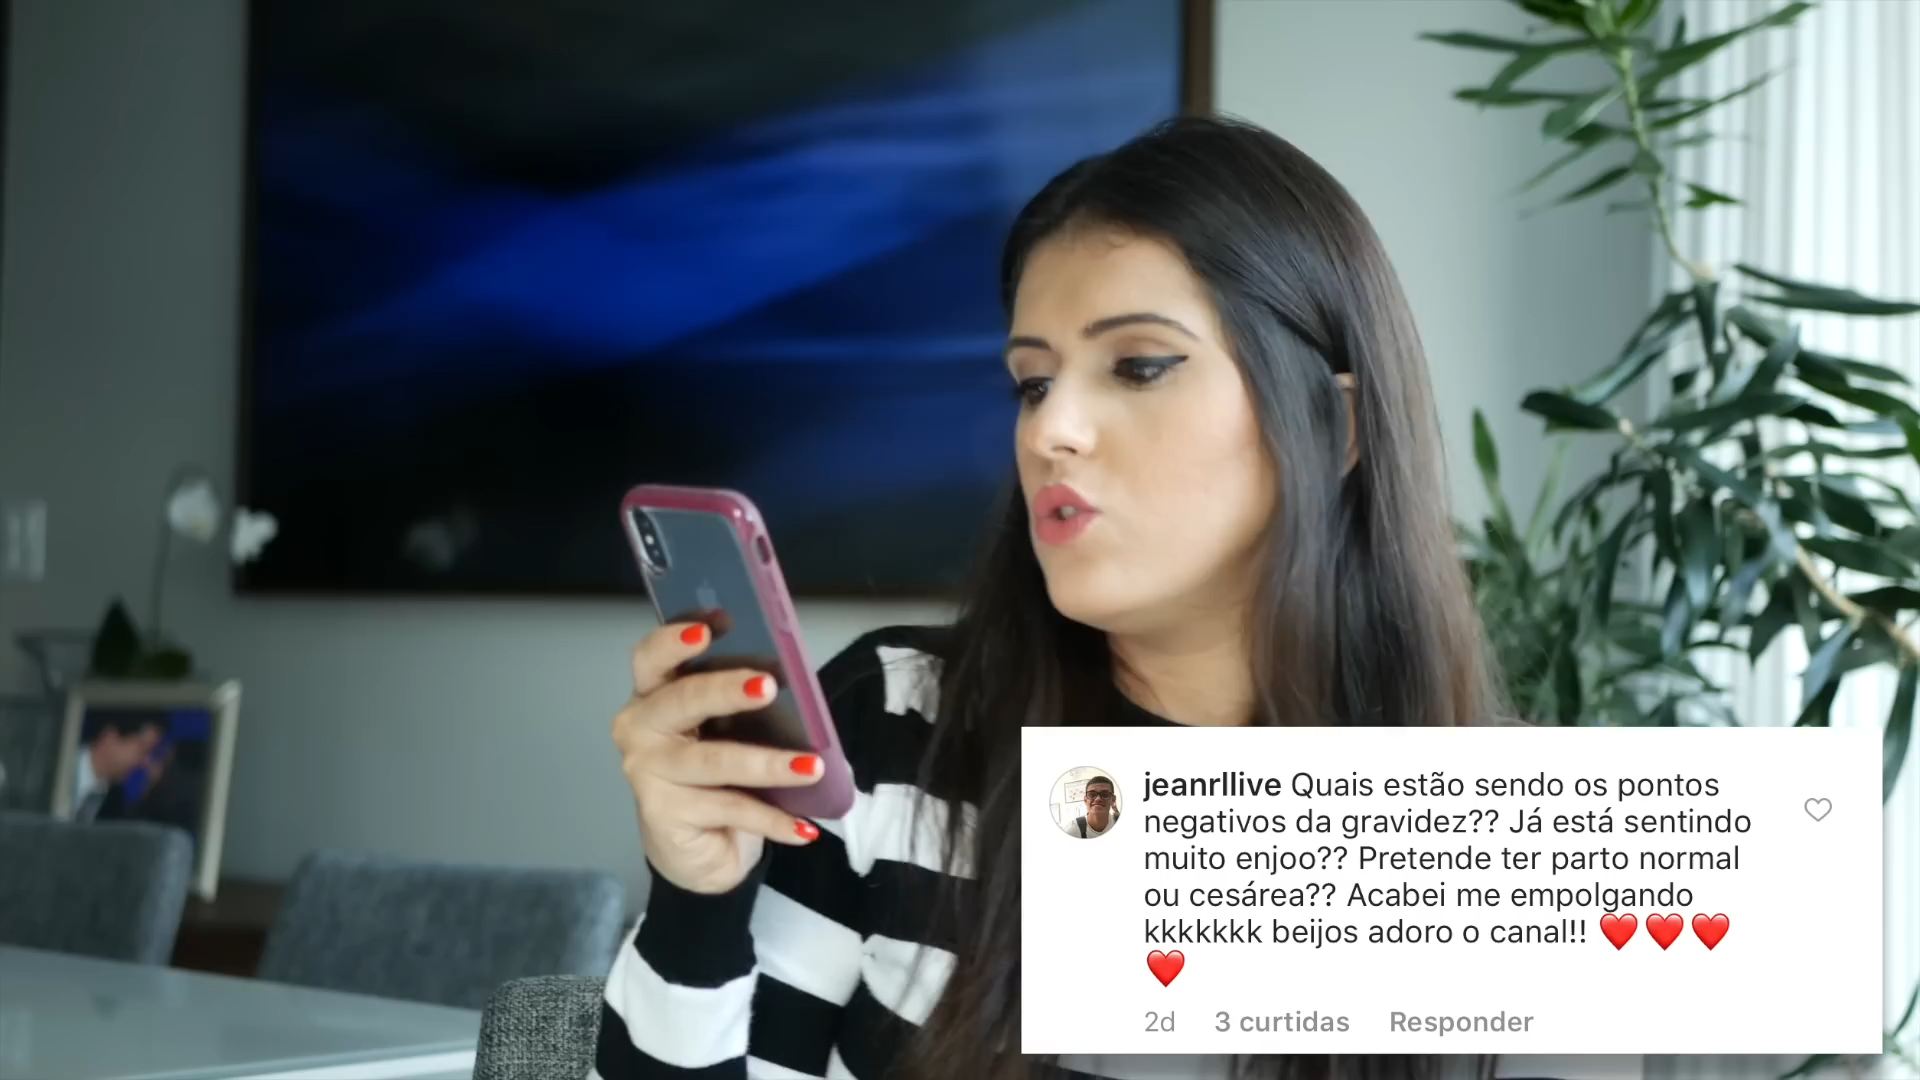 jeanrllive Quais estão sendo os pontos
negativos da gravidez?? Já está sentindo
muito enjoo?? Pretende ter parto normal
ou cesárea?? Acabei me empolgando
kkkkkkk beijos adoro o canal!! ❤️❤️❤️
❤️
2d 3 curtidas Responder